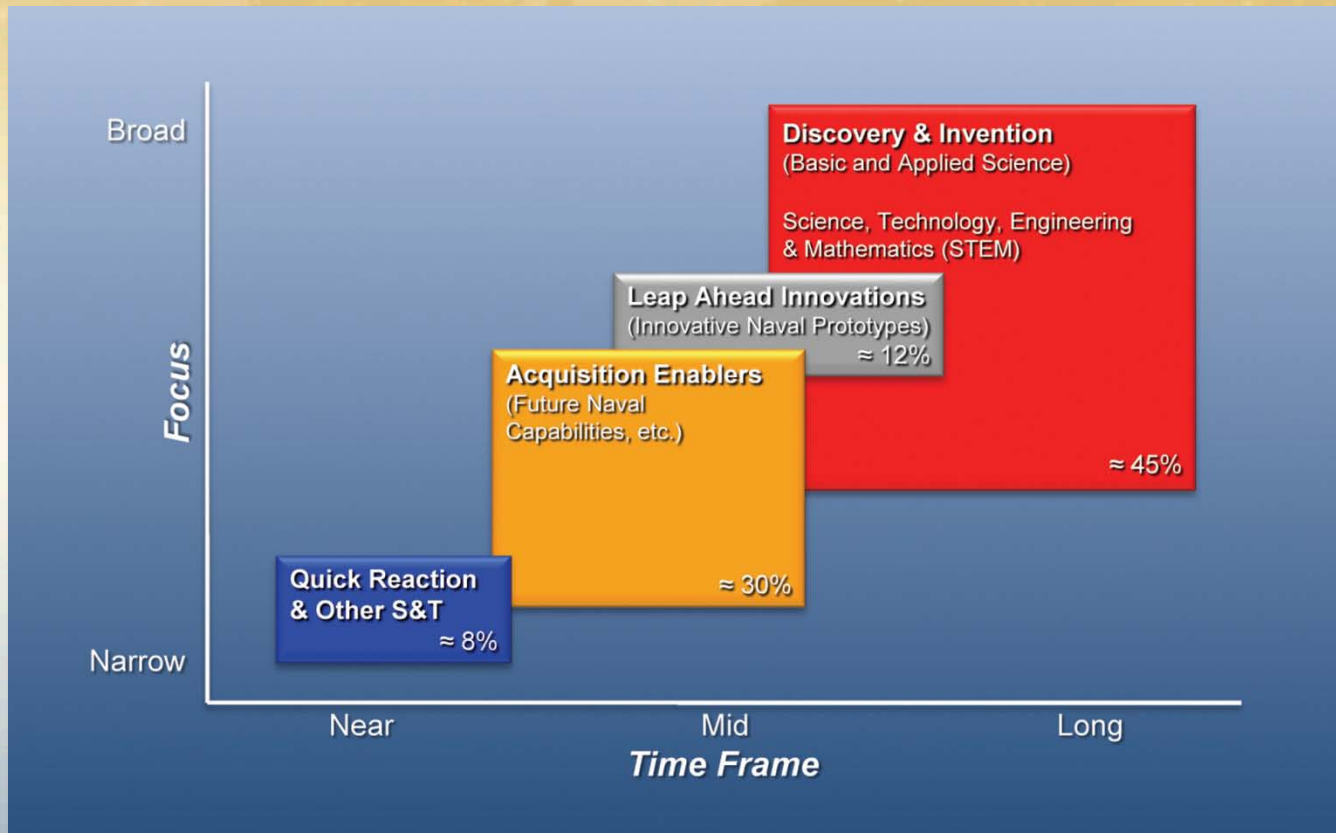 Broad
Focus
Narrow
Discovery & Invention
(Basic and Applied Science)
Science, Technology, Engineering
& Mathematics (STEM)
≈ 45%
Leap Ahead Innovations
(Innovative Naval Prototypes)
≈ 12%
Acquisition Enablers
(Future Naval
Capabilities, etc.)
≈ 30%
Quick Reaction
& Other S&T
≈ 8%
Near
Mid
Long
Time Frame